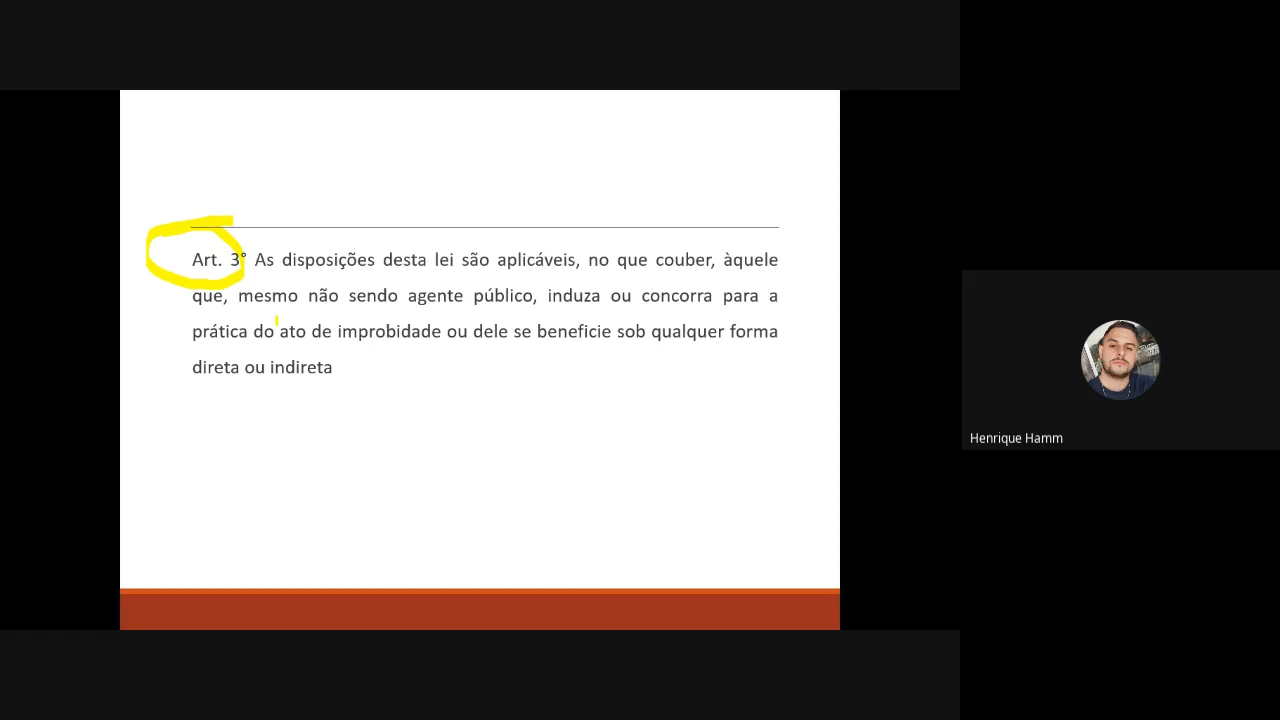 Art. 3° As disposições desta lei são aplicáveis, no que couber, àquele
que, mesmo não sendo agente público, induza ou concorra para a
prática do ato de improbidade ou dele se beneficie sob qualquer forma
direta ou indireta
Henrique Hamm